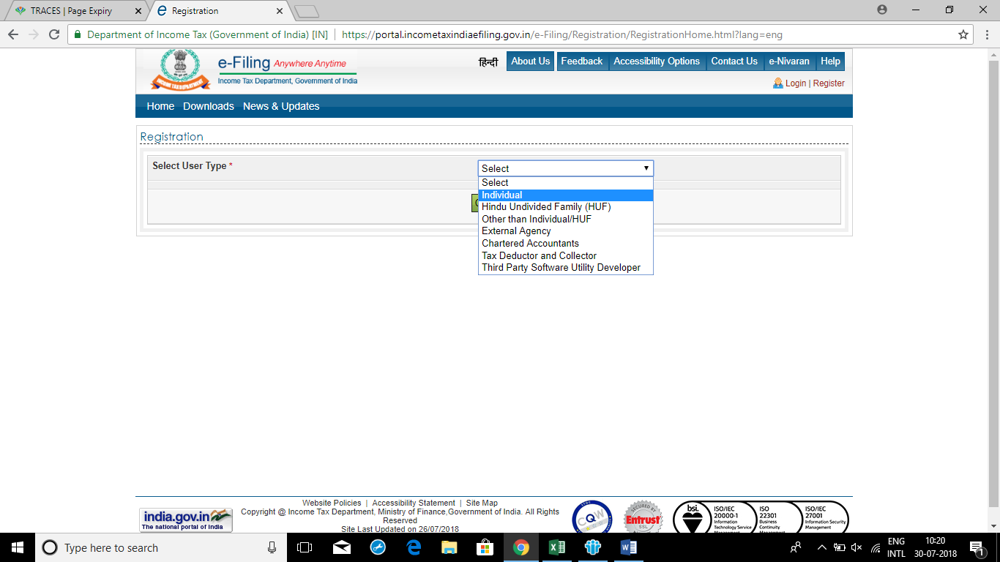 TRACES | Page Expiry
Registration
Department of Income Tax (Government of India) [IN]
https://portal.incometaxindiaefiling.gov.in/e-Filing/Registration/RegistrationHome.html?lang=eng
e-Filing Anywhere Anytime
Income Tax Department, Government of India
हिन्दी About Us Feedback Accessibility Options Contact Us e-Nivaran Help
Login | Register
Home Downloads News & Updates
Registration
Select User Type *
Select
Select
Individual
Hindu Undivided Family (HUF)
Other than Individual/HUF
External Agency
Chartered Accountants
Tax Deductor and Collector
Third Party Software Utility Developer
Website Policies | Accessibility Statement | Site Map
Copyright @ Income Tax Department, Ministry of Finance,Government of India. All Rights
Reserved
Site Last Updated on 26/07/2018
india.gov.in
The national portal of India
CQW
SECURED BY
Entrust
SSL
bsi.
ISO/IEC
20000-1
Information
Technology Service
Management
ISO
22301
Business
Continuity
Management
ISO/IEC
27001
Information Security
Management
Type here to search
ENG
INTL
10:20
30-07-2018
1